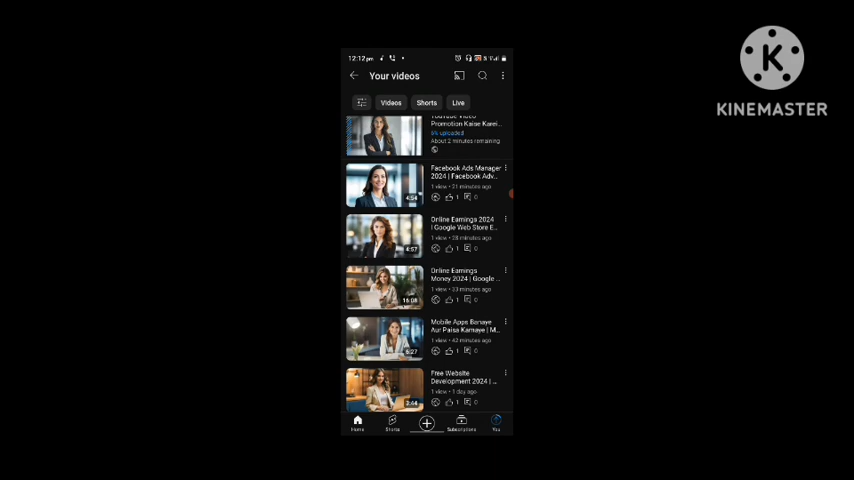 12:12pm
KINEMASTER
Your videos
Videos
Shorts
Live
YouTube Video
Promotion Kaise Karei...
6% uploaded
About 2 minutes remaining
Facebook Ads Manager
2024 | Facebook Adv...
1 view • 21 minutes ago
1 0
4:54
Online Earnings 2024
| Google Web Store E...
1 view • 28 minutes ago
1 0
4:57
Online Earnings
Money 2024 | Google ...
1 view • 33 minutes ago
1 0
16:08
Mobile Apps Banaye
Aur Paisa Kamaye | M...
1 view • 42 minutes ago
1 0
6:27
Free Website
Development 2024 | ...
1 view • 1 day ago
1 0
3:44
Home
Shorts
Subscriptions
You